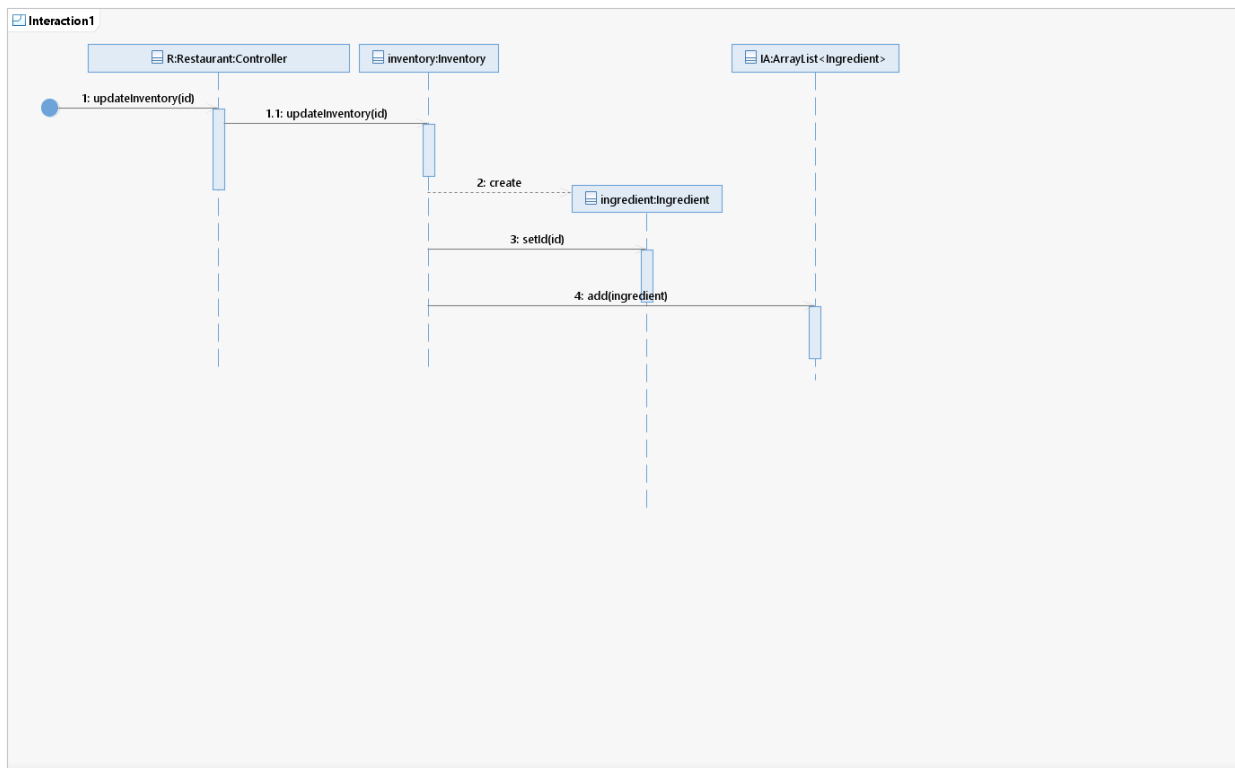 Interaction1
R:Restaurant:Controller
inventory:Inventory
IA:ArrayList<Ingredient>
1: updateInventory(id)
1.1: updateInventory(id)
2: create
ingredient:Ingredient
3: setId(id)
4: add(ingredient)